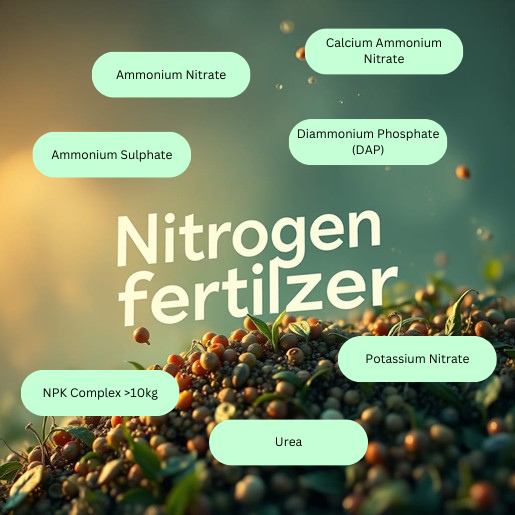 Calcium Ammonium
Nitrate
Ammonium Nitrate
Diammonium Phosphate
(DAP)
Ammonium Sulphate
Nitrogen
fertilzer
Potassium Nitrate
NPK Complex >10kg
Urea